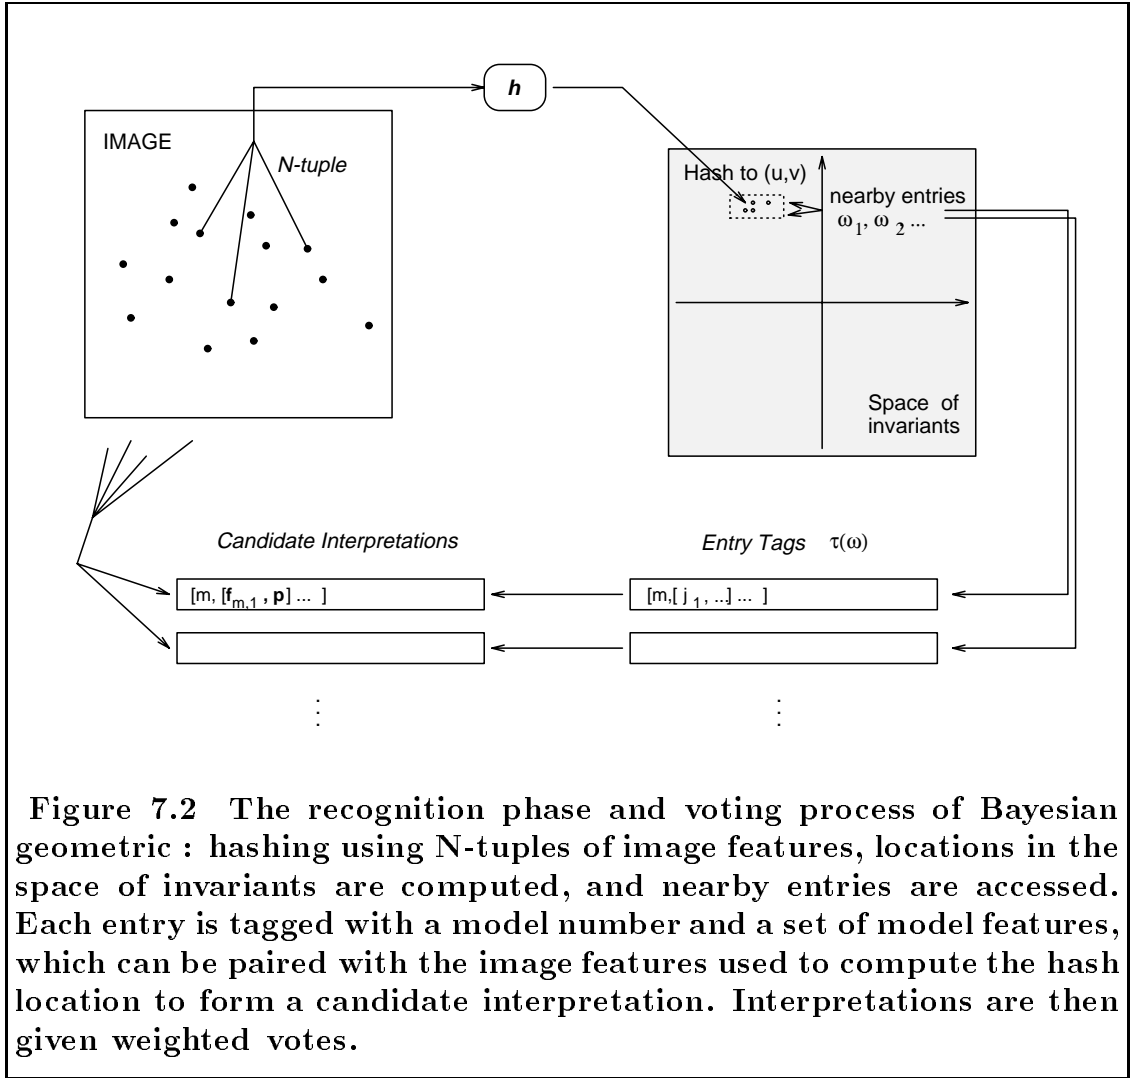 h
IMAGE
N-tuple
Hash to (u,v)
nearby entries
ω1, ω2 ...
Space of
invariants
Candidate Interpretations
Entry Tags τ(ω)
[m, [fm,1 , p] ... ]
[m,[ j1 , ...] ... ]
Figure 7.2 The recognition phase and voting process of Bayesian
geometric : hashing using N-tuples of image features, locations in the
space of invariants are computed, and nearby entries are accessed.
Each entry is tagged with a model number and a set of model features,
which can be paired with the image features used to compute the hash
location to form a candidate interpretation. Interpretations are then
given weighted votes.